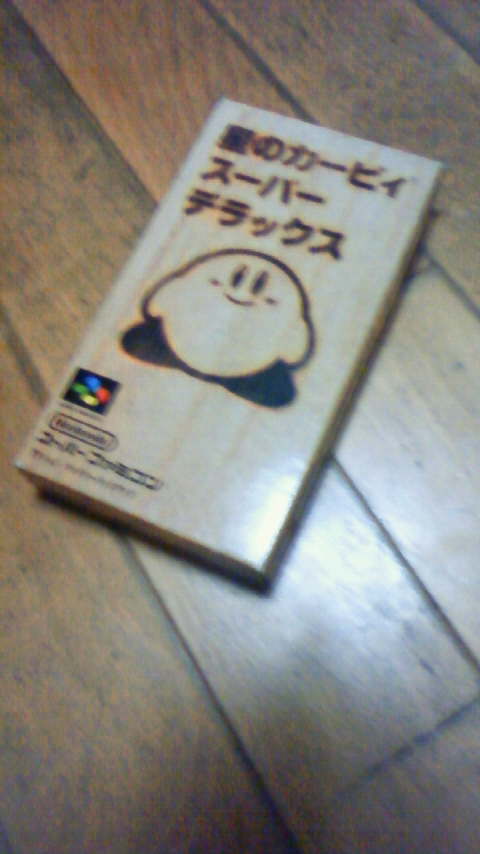 星のカービィ
スーパー
デラックス
Nintendo
スーパーファミコン